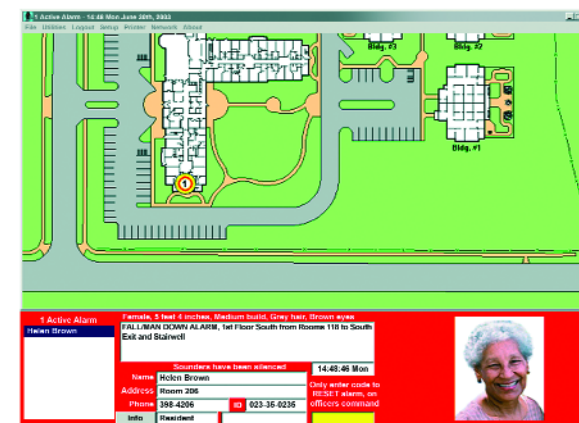 1 Active Alarm - 14:48 Mon June 30th, 2003
File Utilities Logout Setup Printer Network About
Bldg. #3
Bldg. #2
Bldg. #1
1
1 Active Alarm
Helen Brown
Female, 5 feet 4 inches, Medium build, Grey hair, Brown eyes
FALL/MAN DOWN ALARM, 1st Floor South from Rooms 118 to South
Exit and Stairwell
Sounders have been silenced
14:48:46 Mon
Name Helen Brown
Address Room 206
Phone 398-4206 ID 023-35-0235
Only enter code to
RESET alarm, on
officers command
Info Resident